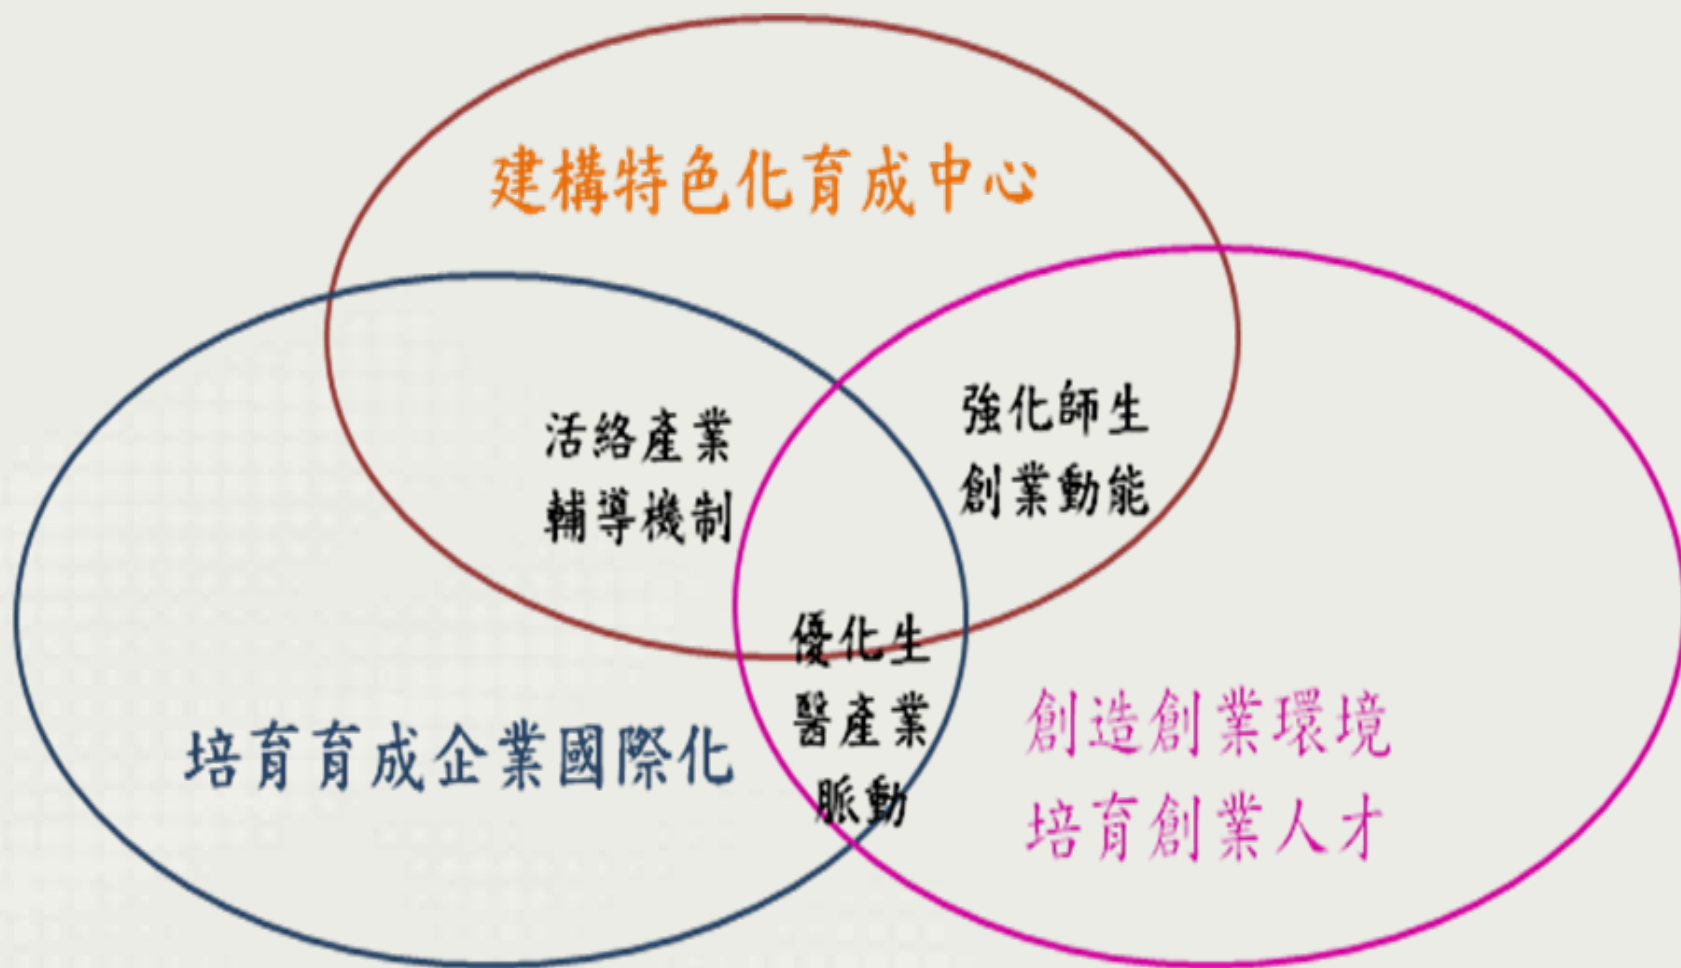 建構特色化育成中心
活絡產業
輔導機制
強化師生
創業動能
優化生
醫產業
脈動
培育育成企業國際化
創造創業環境
培育創業人才